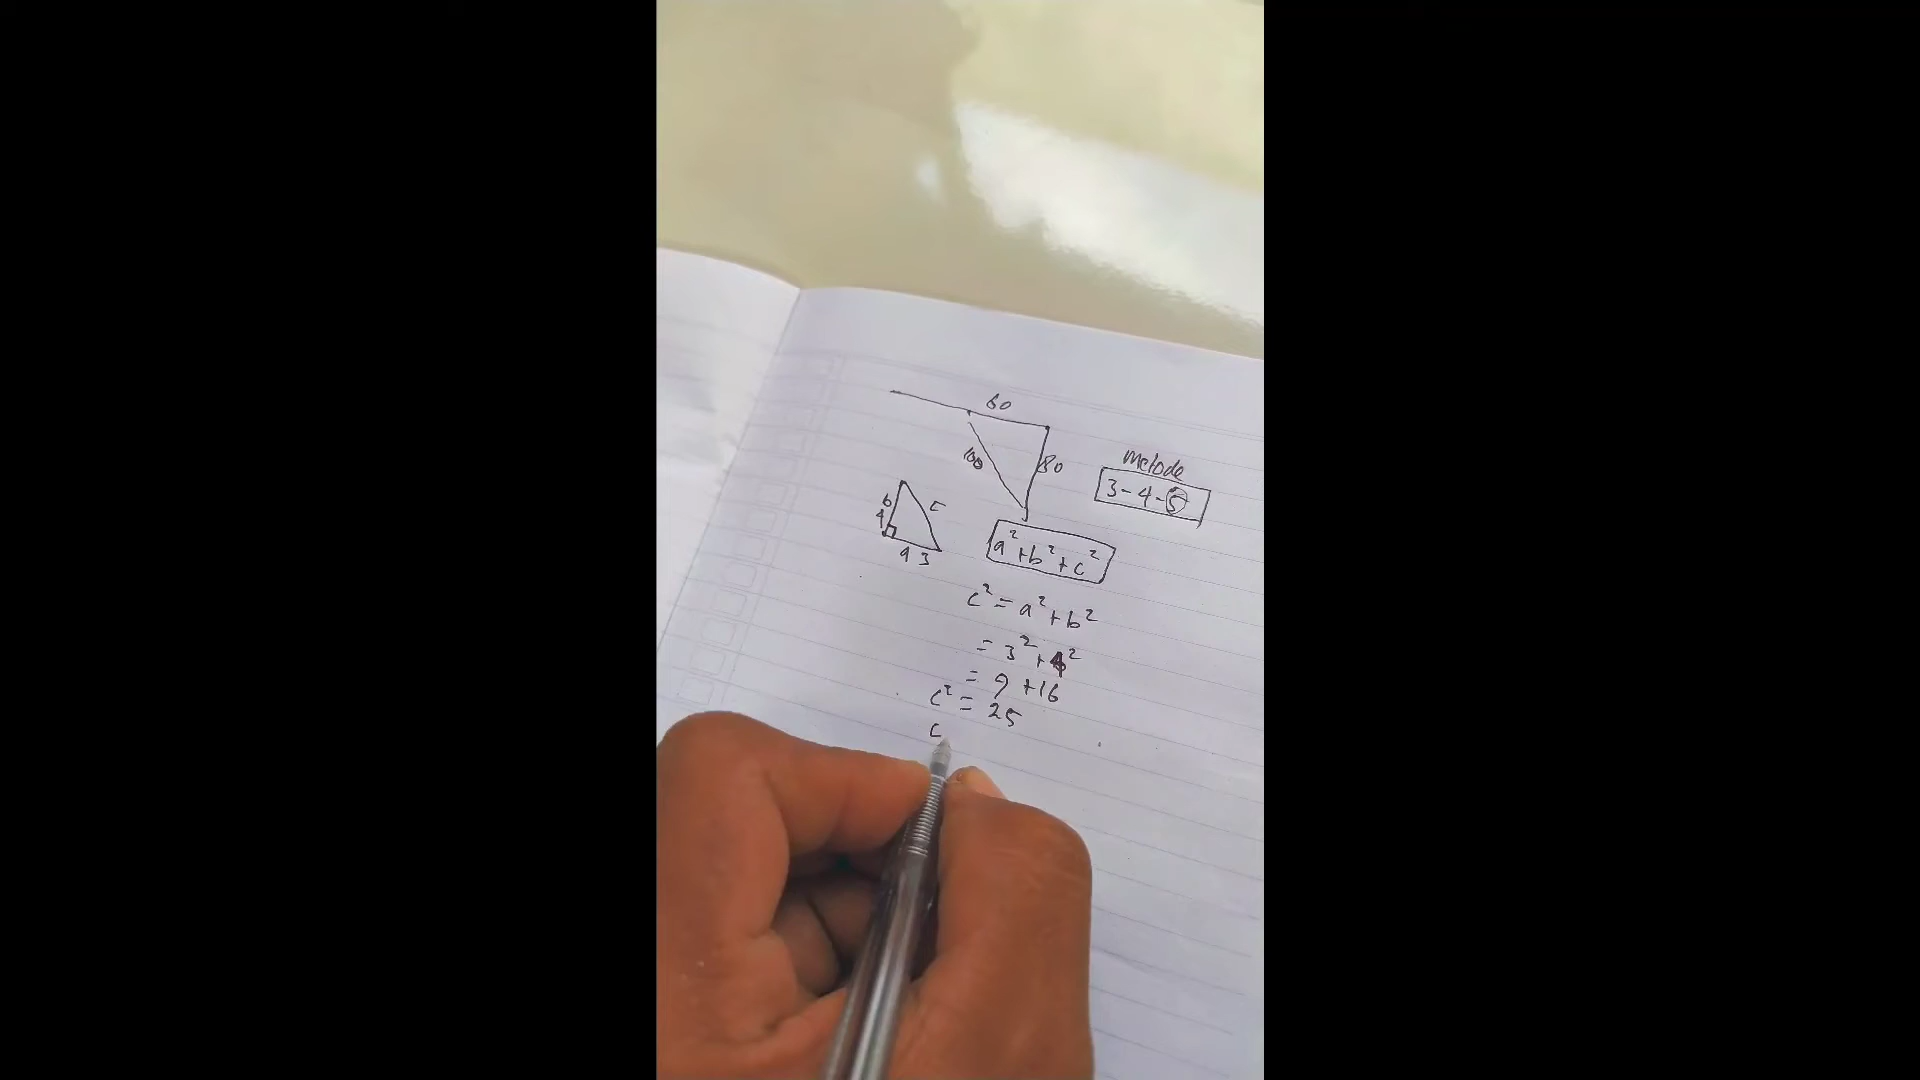 60
100
80
metode
3-4-5
b
c
4
a 3
a²+b²+c²
c² = a²+b²
= 3²+4²
= 9+16
c² = 25
c